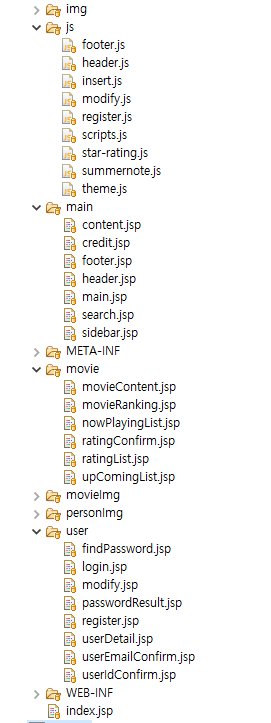 img
js
footer.js
header.js
insert.js
modify.js
register.js
scripts.js
star-rating.js
summernote.js
theme.js
main
content.jsp
credit.jsp
footer.jsp
header.jsp
main.jsp
search.jsp
sidebar.jsp
META-INF
movie
movieContent.jsp
movieRanking.jsp
nowPlayingList.jsp
ratingConfirm.jsp
ratingList.jsp
upComingList.jsp
movieImg
personImg
user
findPassword.jsp
login.jsp
modify.jsp
passwordResult.jsp
register.jsp
userDetail.jsp
userEmailConfirm.jsp
userIdConfirm.jsp
WEB-INF
index.jsp